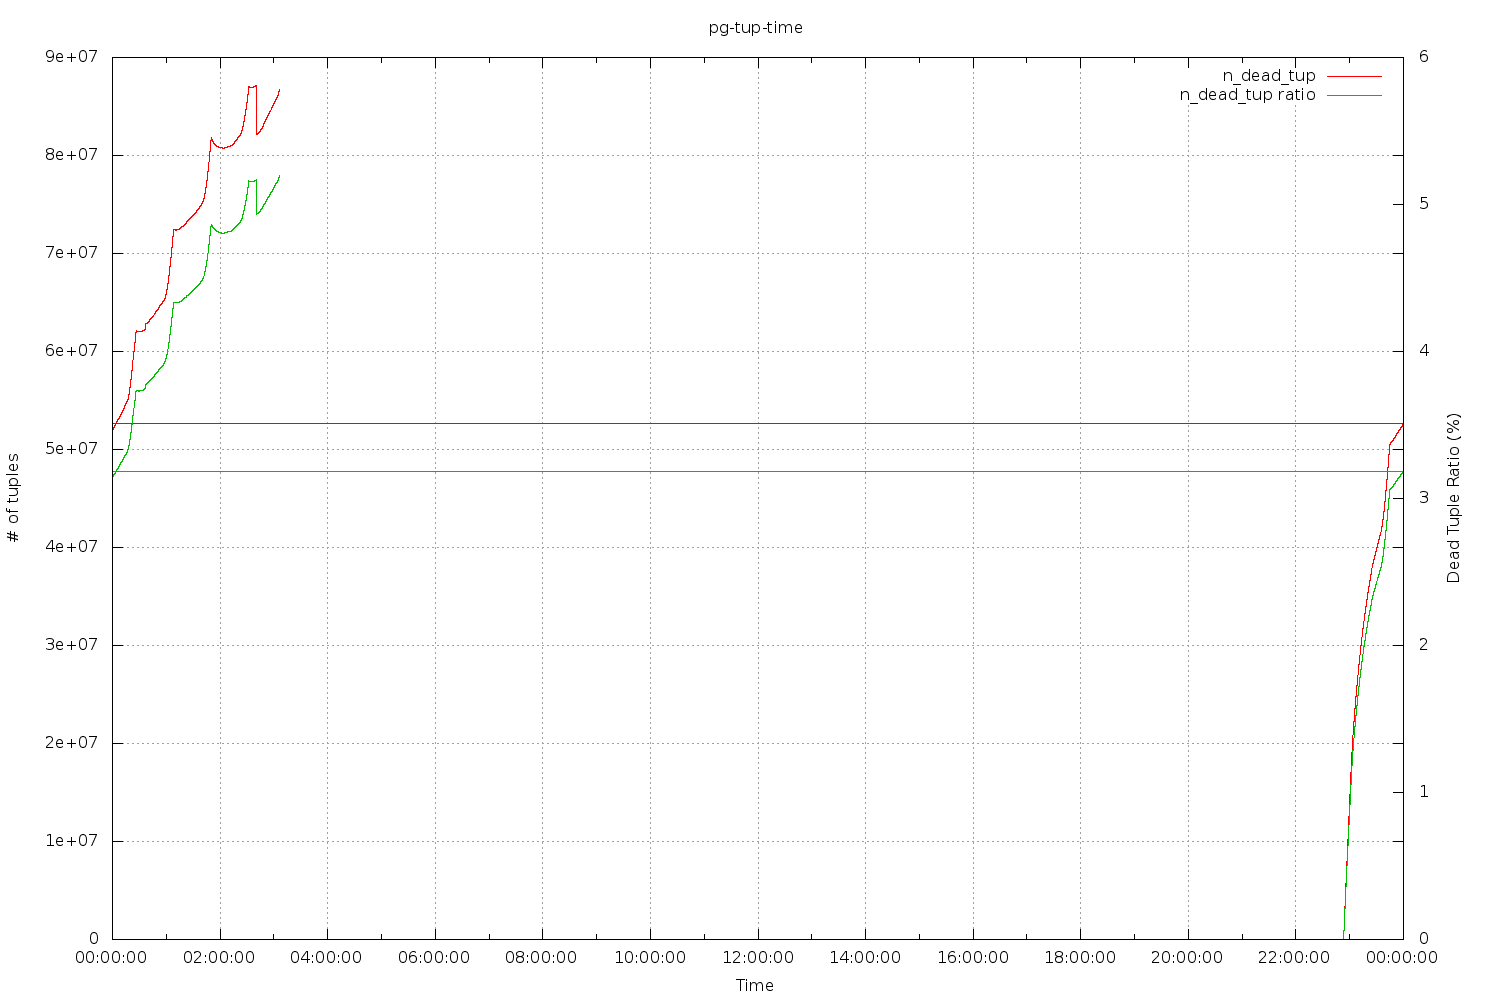 pg-tup-time
9e+07
8e+07
7e+07
6e+07
5e+07
4e+07
3e+07
2e+07
1e+07
0
# of tuples
n_dead_tup
n_dead_tup ratio
6
5
4
3
2
1
0
Dead Tuple Ratio (%)
00:00:00 02:00:00 04:00:00 06:00:00 08:00:00 10:00:00 12:00:00 14:00:00 16:00:00 18:00:00 20:00:00 22:00:00 00:00:00
Time